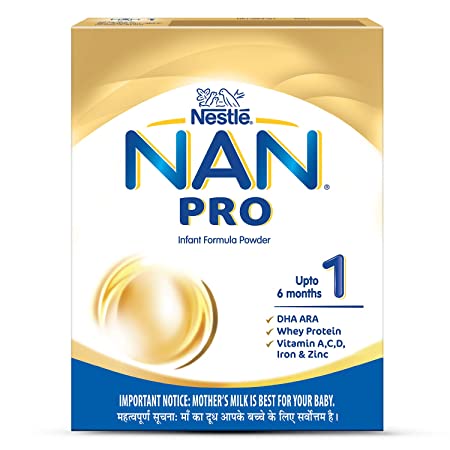 Nestlé
NAN®
PRO
Infant Formula Powder
Upto
6 months
1
✓ DHA ARA
✓ Whey Protein
✓ Vitamin A,C,D,
Iron & Zinc
IMPORTANT NOTICE: MOTHER'S MILK IS BEST FOR YOUR BABY.
महत्वपूर्ण सूचना: माँ का दूध आपके बच्चे के लिए सर्वोत्तम है।